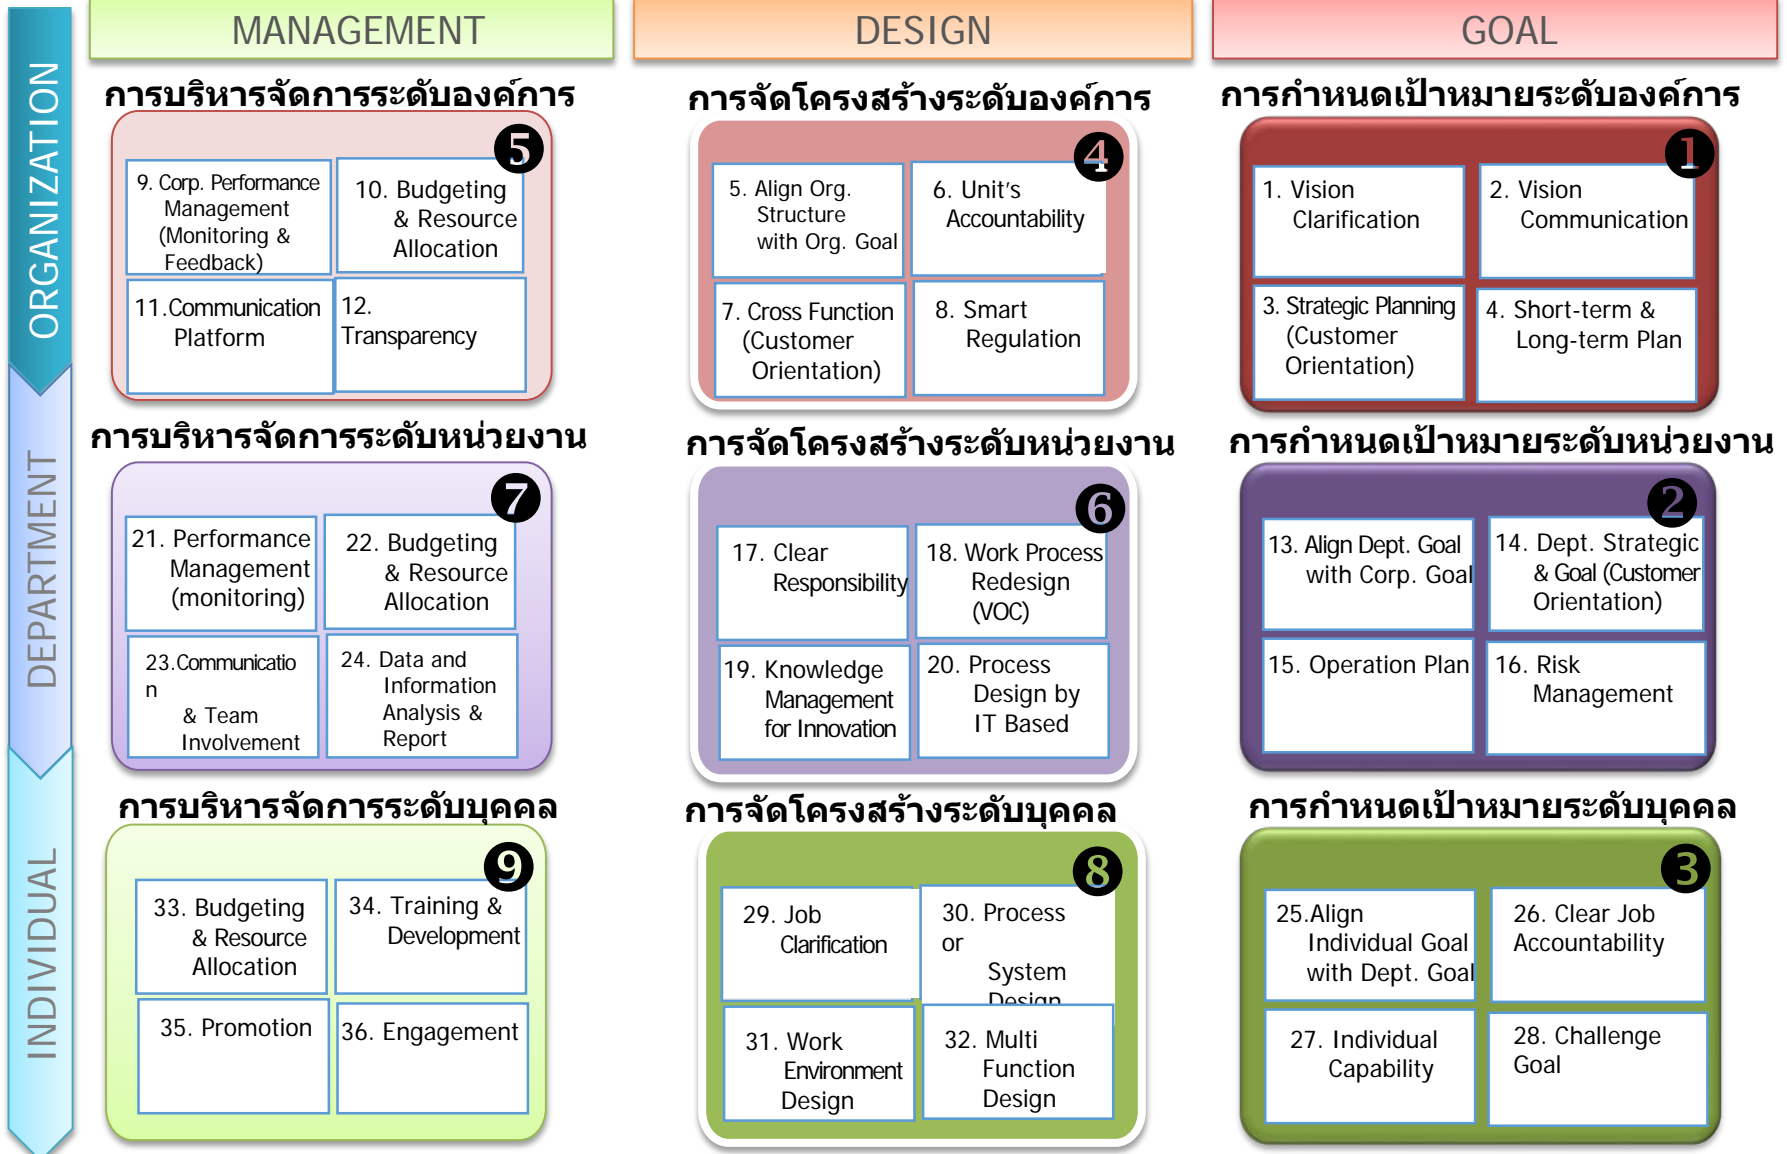 MANAGEMENT
DESIGN
GOAL
ORGANIZATION
การบริหารจัดการระดับองค์การ
5
9. Corp. Performance
Management
(Monitoring &
Feedback)
10. Budgeting
& Resource
Allocation
11.Communication
Platform
12.
Transparency
การจัดโครงสร้างระดับองค์การ
4
5. Align Org.
Structure
with Org. Goal
6. Unit's
Accountability
7. Cross Function
(Customer
Orientation)
8. Smart
Regulation
การกำหนดเป้าหมายระดับองค์การ
1
1. Vision
Clarification
2. Vision
Communication
3. Strategic Planning
(Customer
Orientation)
4. Short-term &
Long-term Plan
DEPARTMENT
การบริหารจัดการระดับหน่วยงาน
7
21. Performance
Management
(monitoring)
22. Budgeting
& Resource
Allocation
23.Communicatio
n
& Team
Involvement
24. Data and
Information
Analysis &
Report
การจัดโครงสร้างระดับหน่วยงาน
6
17. Clear
Responsibility
18. Work Process
Redesign
(VOC)
19. Knowledge
Management
for Innovation
20. Process
Design by
IT Based
การกำหนดเป้าหมายระดับหน่วยงาน
2
13. Align Dept. Goal
with Corp. Goal
14. Dept. Strategic
& Goal (Customer
Orientation)
15. Operation Plan
16. Risk
Management
INDIVIDUAL
การบริหารจัดการระดับบุคคล
9
33. Budgeting
& Resource
Allocation
34. Training &
Development
35. Promotion
36. Engagement
การจัดโครงสร้างระดับบุคคล
8
29. Job
Clarification
30. Process
or
System
Design
31. Work
Environment
Design
32. Multi
Function
Design
การกำหนดเป้าหมายระดับบุคคล
3
25.Align
Individual Goal
with Dept. Goal
26. Clear Job
Accountability
27. Individual
Capability
28. Challenge
Goal